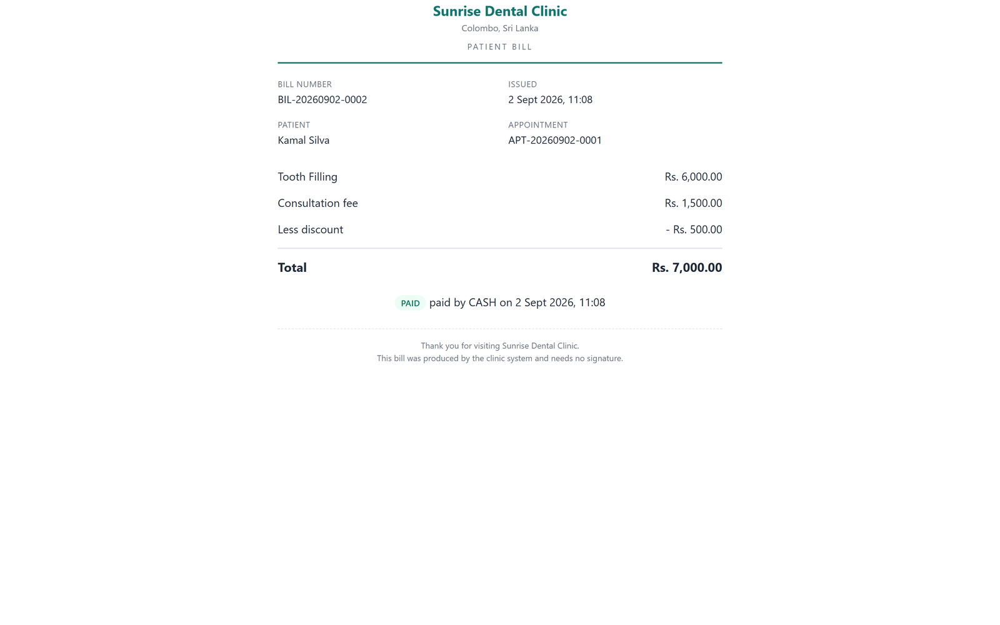 Sunrise Dental Clinic
Colombo, Sri Lanka
PATIENT BILL
BILL NUMBER
BIL-20260902-0002
ISSUED
2 Sept 2026, 11:08
PATIENT
Kamal Silva
APPOINTMENT
APT-20260902-0001
Tooth Filling Rs. 6,000.00
Consultation fee Rs. 1,500.00
Less discount - Rs. 500.00
Total Rs. 7,000.00
PAID paid by CASH on 2 Sept 2026, 11:08
Thank you for visiting Sunrise Dental Clinic.
This bill was produced by the clinic system and needs no signature.